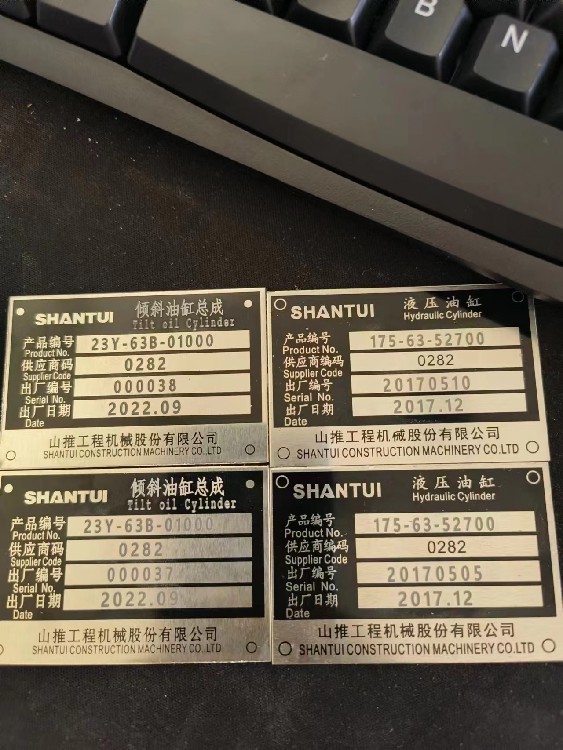 B
N
SHANTUI 倾斜油缸总成
Tilt oil Cylinder
产品编号 23Y-63B-01000
Product No.
供应商码 0282
Supplier Code
出厂编号 000038
Serial No.
出厂日期 2022.09
Date
山推工程机械股份有限公司
SHANTUI CONSTRUCTION MACHINERY CO.LTD
SHANTUI 液压油缸
Hydraulic Cylinder
产品编号 175-63-52700
Product No.
供应商编码 0282
Supplier Code
出厂编号 20170510
Serial No.
出厂日期 2017.12
Date
山推工程机械股份有限公司
SHANTUI CONSTRUCTION MACHINERY CO.LTD
SHANTUI 倾斜油缸总成
Tilt oil Cylinder
产品编号 23Y-63B-01000
Product No.
供应商码 0282
Supplier Code
出厂编号 000037
Serial No.
出厂日期 2022.09
Date
山推工程机械股份有限公司
SHANTUI CONSTRUCTION MACHINERY CO.LTD
SHANTUI 液压油缸
Hydraulic Cylinder
产品编号 175-63-52700
Product No.
供应商编码 0282
Supplier Code
出厂编号 20170505
Serial No.
出厂日期 2017.12
Date
山推工程机械股份有限公司
SHANTUI CONSTRUCTION MACHINERY CO.LTD